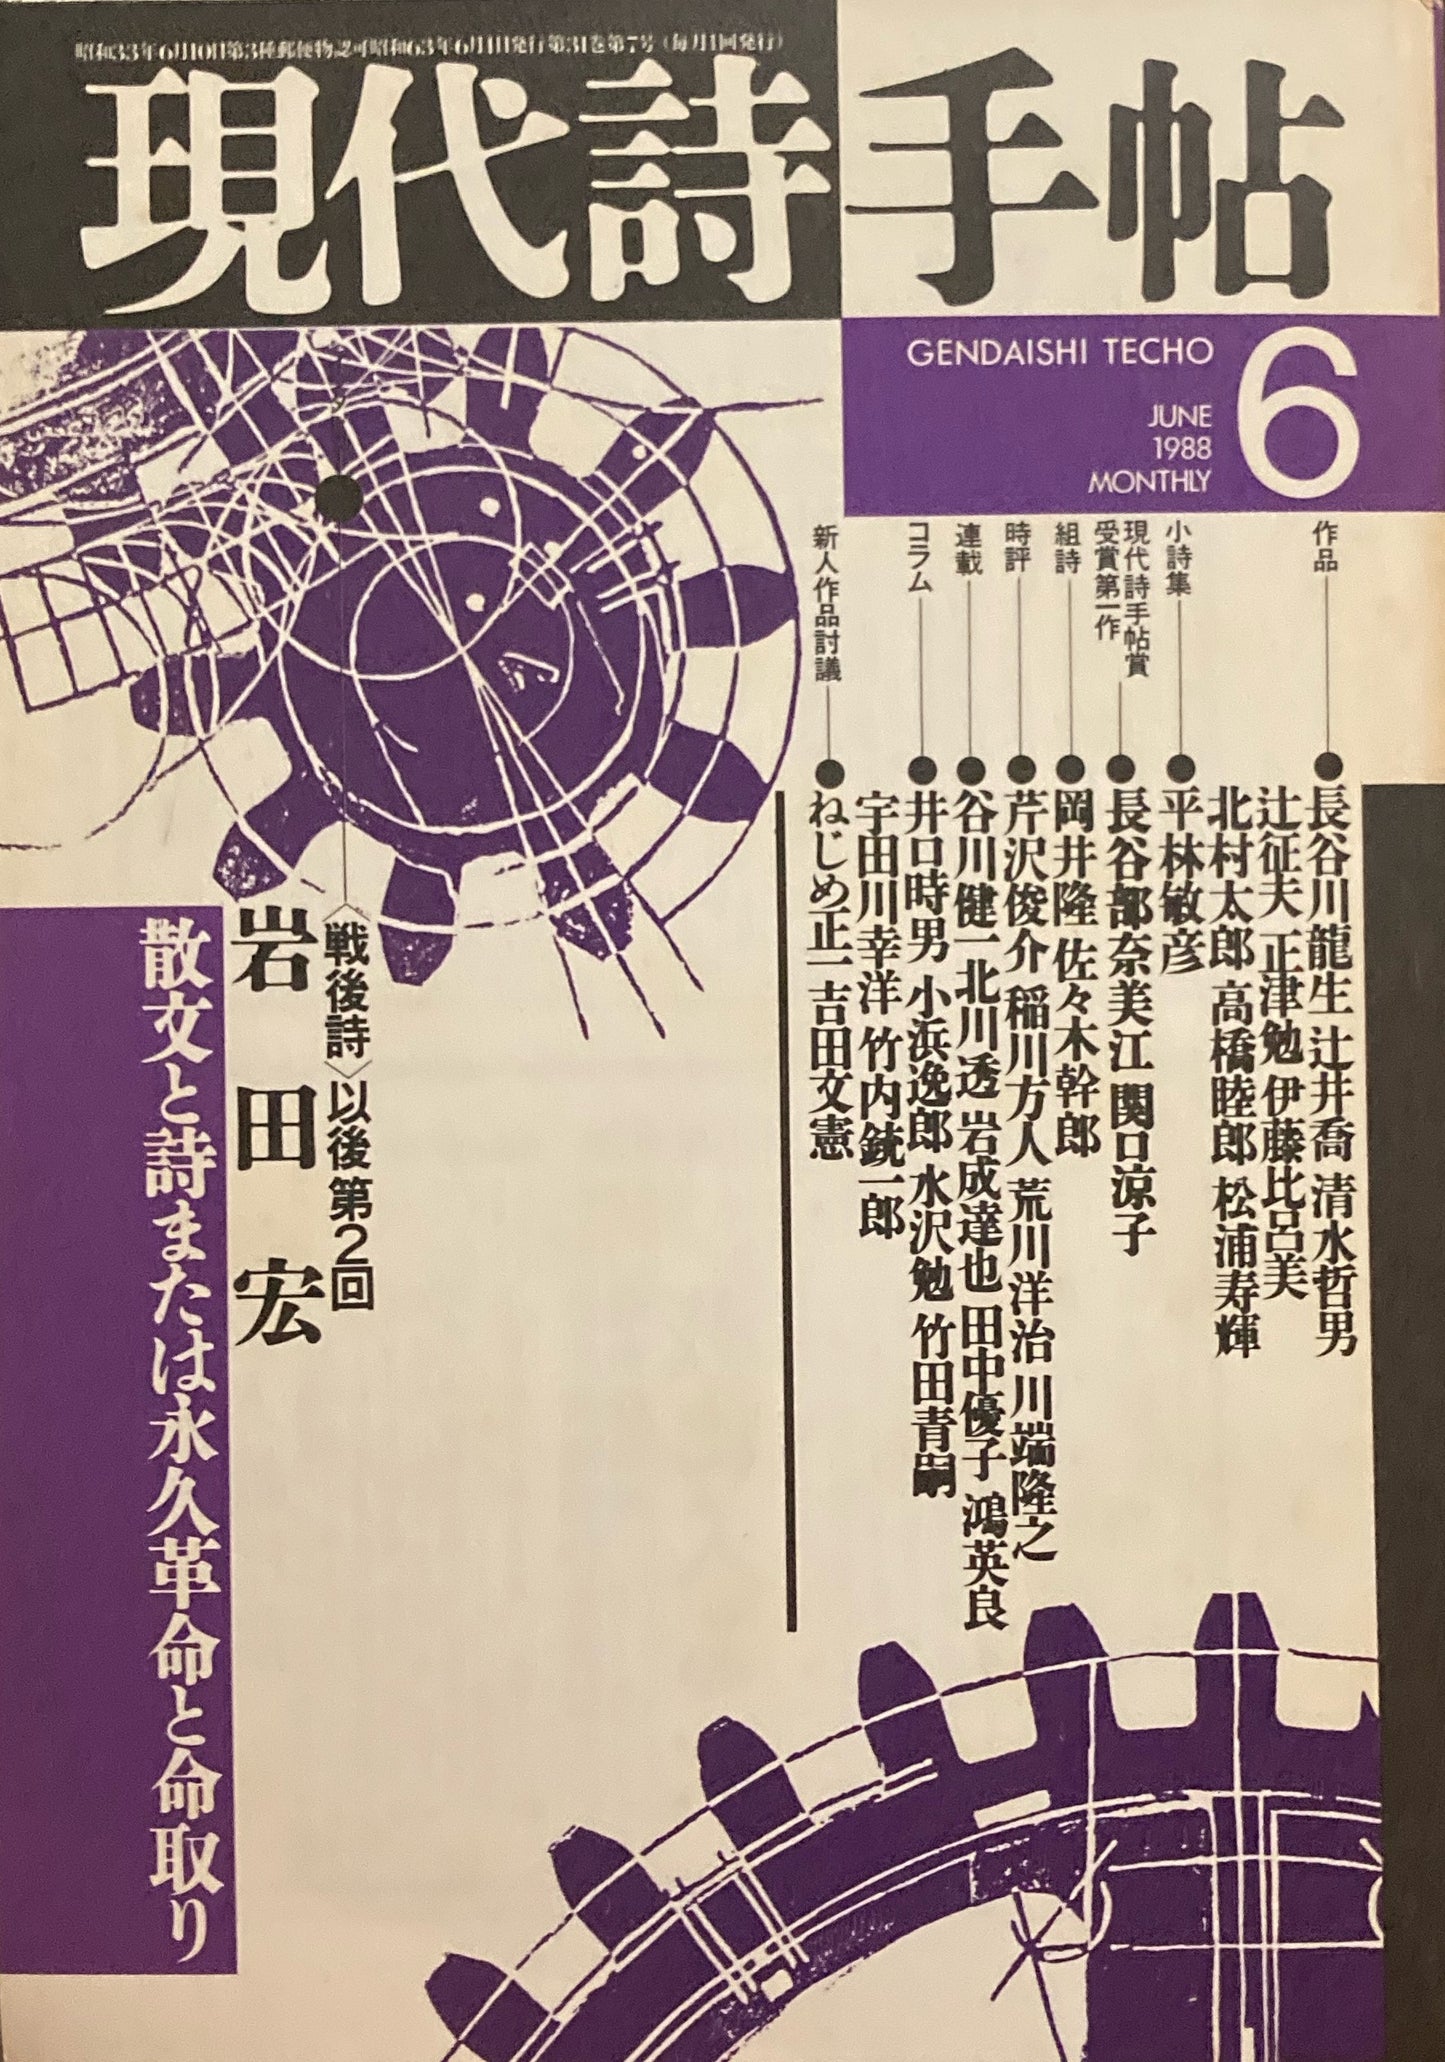 昭和33年6月10日第3種郵便物認可昭和63年6月1日発行第31巻第7号（毎月1回発行）
現代詩手帖
GENDAISHI TECHO
6
JUNE
1988
MONTHLY
作品
長谷川龍生 辻井喬 清水哲男
辻征夫 正津勉 伊藤比呂美
北村太郎 高橋睦郎 松浦寿輝
小詩集
平林敏彦
現代詩手帖賞
受賞第一作
長谷部奈美江 関口涼子
組詩
岡井隆 佐々木幹郎
時評
芹沢俊介 稲川方人 荒川洋治 川端隆之
連載
谷川健一 北川透 岩成達也 田中優子 鴻英良
コラム
井口時男 小浜逸郎 水沢勉 竹田青嗣
宇田川幸洋 竹内銃一郎
新人作品討議
ねじめ正一 吉田文憲
〈戦後詩〉以後 第2回
岩田宏
散文と詩または永久革命と命取り